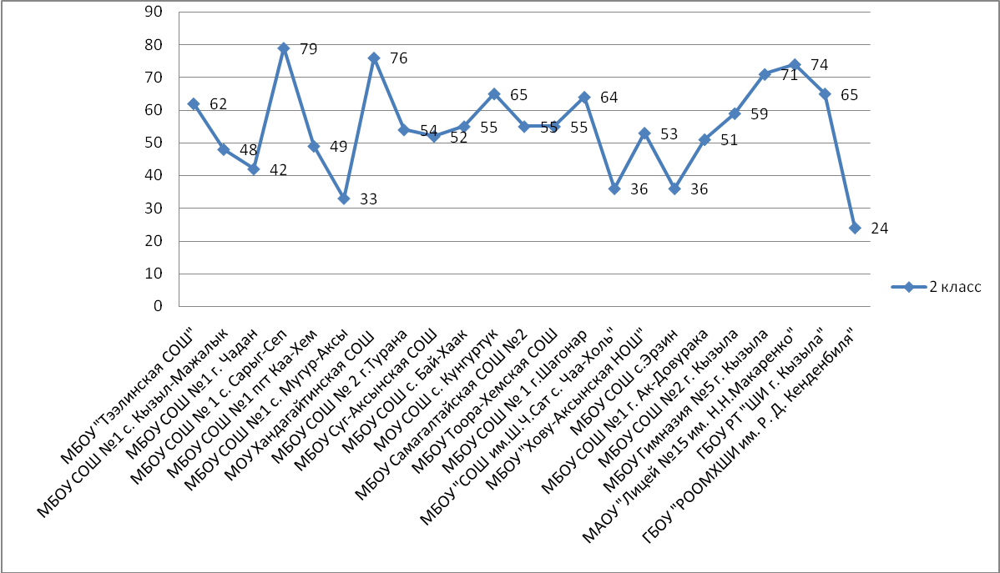 90
80
70
60
50
40
30
20
10
0
62
48
42
79
49
33
76
54
52
55
65
55
55
64
36
53
36
51
59
71
74
65
24
2 класс
МБОУ "Тээлинская СОШ"
МБОУ СОШ №1 с. Кызыл-Мажалык
МБОУ СОШ №1 г. Чадан
МБОУ СОШ № 1 с. Сарыг-Сеп
МБОУ СОШ №1 пгт Каа-Хем
МБОУ СОШ №1 с. Мугур-Аксы
МОУ Хандагайтинская СОШ
МБОУ СОШ № 2 г.Турана
МБОУ Суг-Аксынская СОШ
МБОУ СОШ с. Бай-Хаак
МОУ СОШ с. Кунгуртук
МБОУ Самагалтайская СОШ №2
МБОУ Тоора-Хемская СОШ
МБОУ СОШ № 1 г.Шагонар
МБОУ "СОШ им.Ш.Ч.Сат с. Чаа-Холь"
МБОУ "Хову-Аксынская НОШ"
МБОУ СОШ с.Эрзин
МБОУ СОШ №1 г. Ак-Довурака
МБОУ СОШ №2 г. Кызыла
МБОУ Гимназия №5 г. Кызыла
МАОУ "Лицей №15 им. Н.Н.Макаренко"
ГБОУ РТ "ШИ г. Кызыла"
ГБОУ "РООМХШИ им. Р. Д. Кенденбиля"